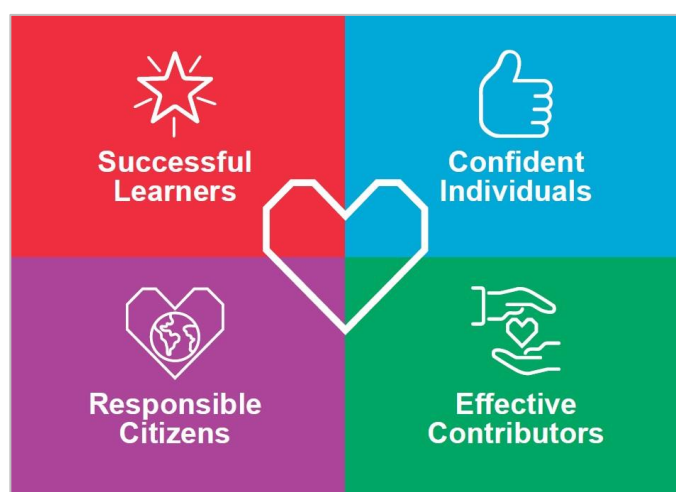 Successful
Learners
Confident
Individuals
Responsible
Citizens
Effective
Contributors